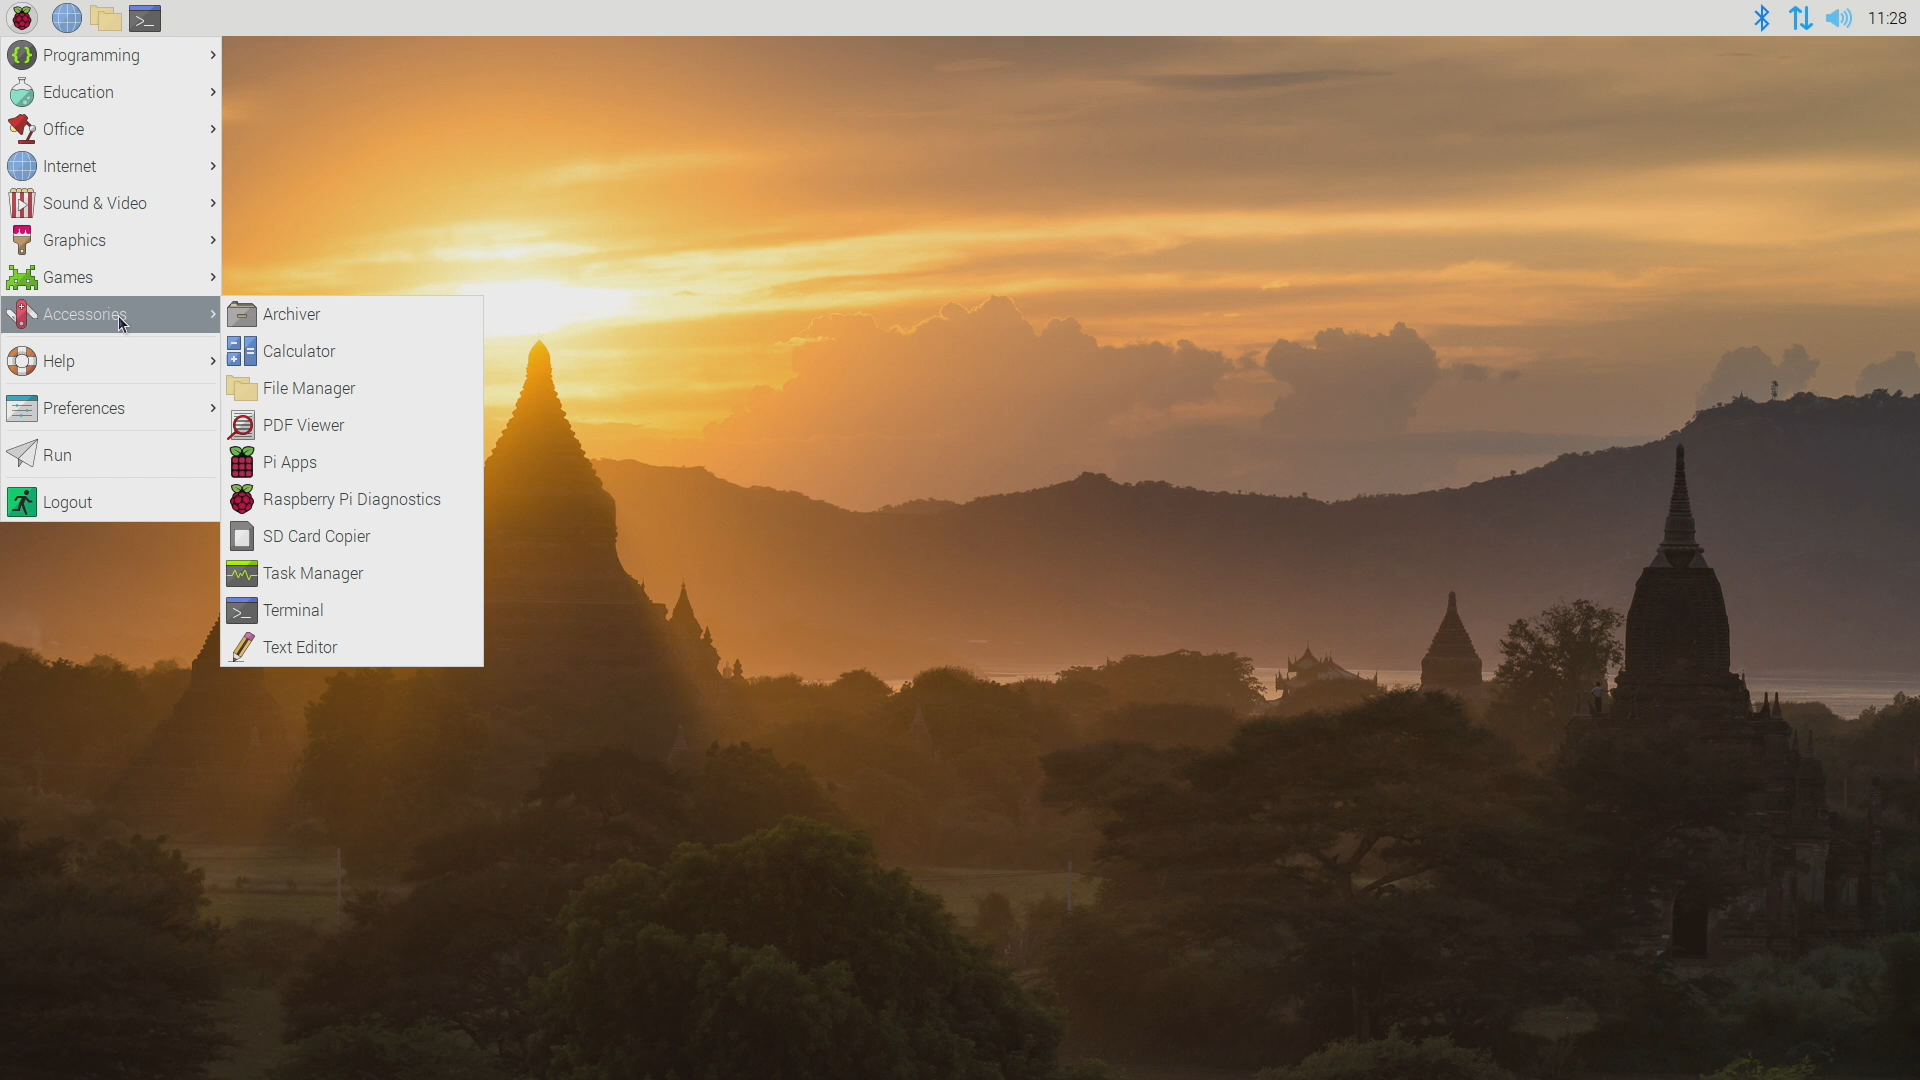 11:28
Programming
Education
Office
Internet
Sound & Video
Graphics
Games
Accessories
Help
Preferences
Run
Logout
Archiver
Calculator
File Manager
PDF Viewer
Pi Apps
Raspberry Pi Diagnostics
SD Card Copier
Task Manager
Terminal
Text Editor